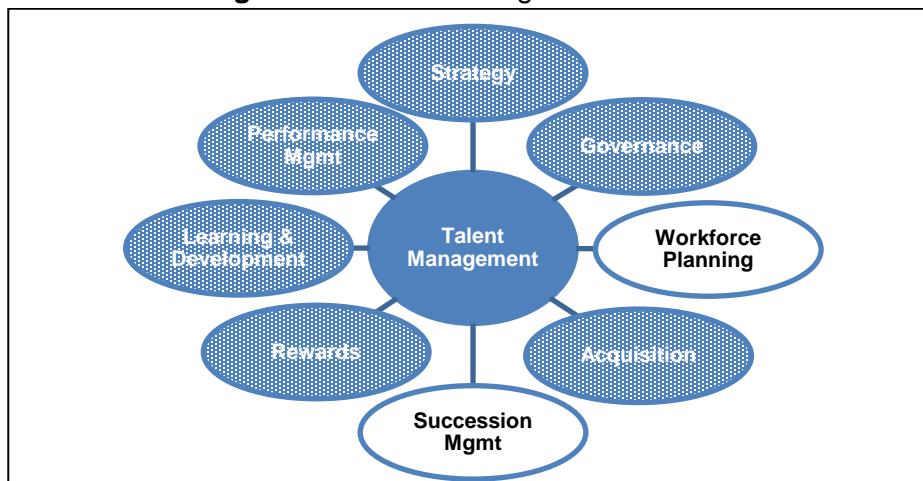 Strategy
Performance
Mgmt
Governance
Learning &
Development
Talent
Management
Workforce
Planning
Rewards
Acquisition
Succession
Mgmt